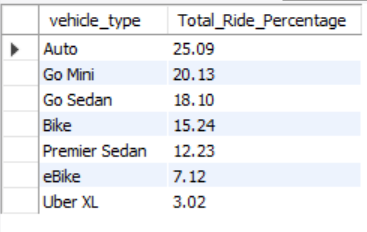 vehicle_type Total_Ride_Percentage
Auto 25.09
Go Mini 20.13
Go Sedan 18.10
Bike 15.24
Premier Sedan 12.23
eBike 7.12
Uber XL 3.02